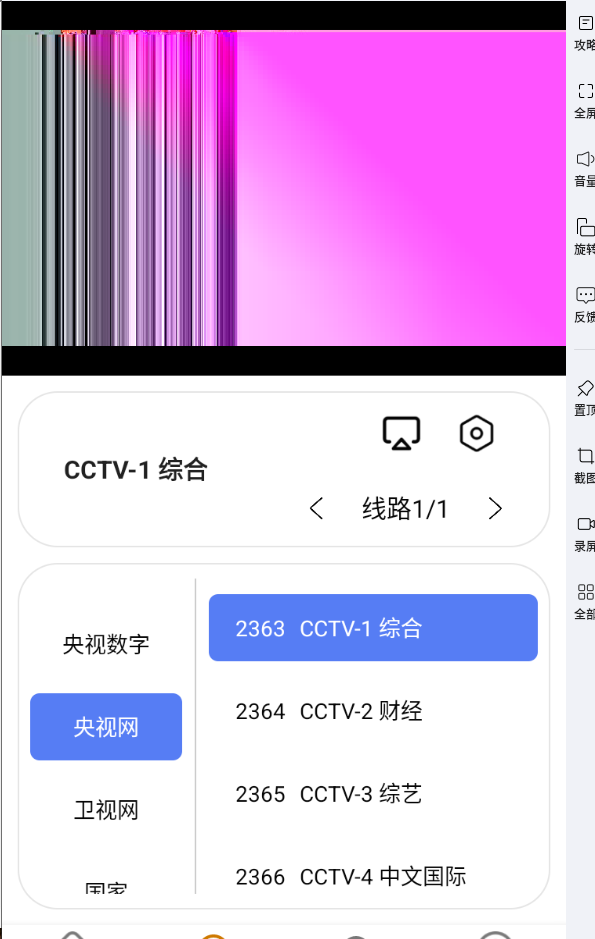 攻略
全屏
音量
旋转
反馈
置顶
截图
录屏
全部
CCTV-1 综合
线路1/1
央视数字
央视网
卫视网
国家
2363 CCTV-1 综合
2364 CCTV-2 财经
2365 CCTV-3 综艺
2366 CCTV-4 中文国际